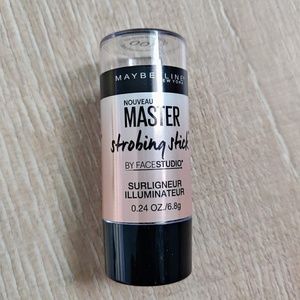 MAYBELLINE
NEW YORK
NOUVEAU
MASTER
strobing stick
BY FACESTUDIO®
SURLIGNEUR
ILLUMINATEUR
0.24 OZ./6.8g